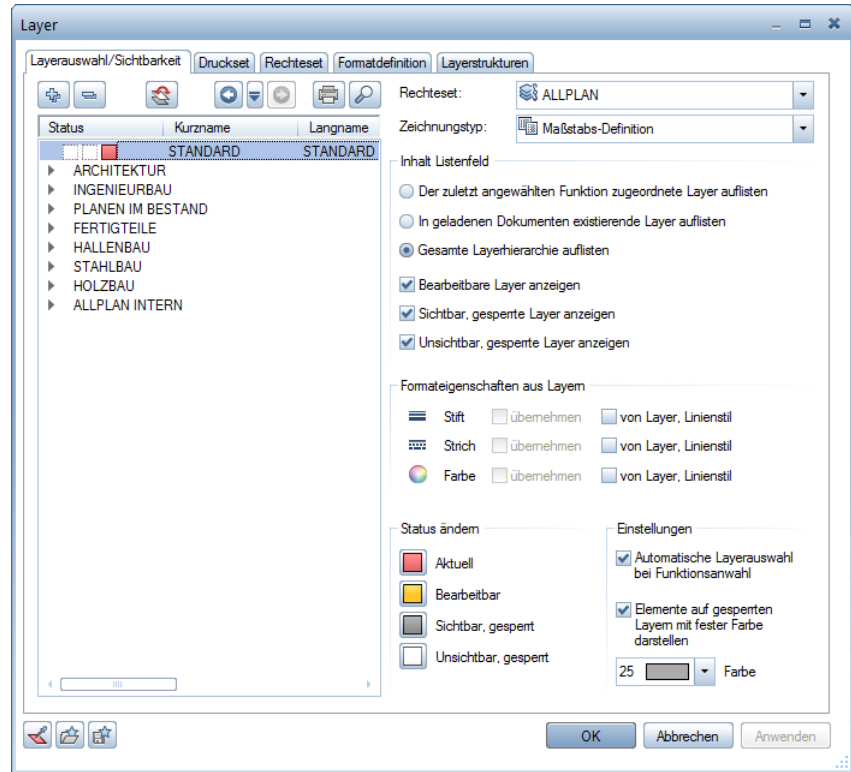 Layer
Layerauswahl/Sichtbarkeit Druckset Rechteset Formatdefinition Layerstrukturen
Status Kurzname Langname
STANDARD STANDARD
ARCHITEKTUR
INGENIEURBAU
PLANEN IM BESTAND
FERTIGTEILE
HALLENBAU
STAHLBAU
HOLZBAU
ALLPLAN INTERN
Rechteset: ALLPLAN
Zeichnungstyp: Maßstabs-Definition
Inhalt Listenfeld
Der zuletzt angewählten Funktion zugeordnete Layer auflisten
In geladenen Dokumenten existierende Layer auflisten
Gesamte Layerhierarchie auflisten
Bearbeitbare Layer anzeigen
Sichtbar, gesperrte Layer anzeigen
Unsichtbar, gesperrte Layer anzeigen
Formateigenschaften aus Layern
Stift übernehmen von Layer, Linienstil
Strich übernehmen von Layer, Linienstil
Farbe übernehmen von Layer, Linienstil
Status ändern
Aktuell
Bearbeitbar
Sichtbar, gesperrt
Unsichtbar, gesperrt
Einstellungen
Automatische Layerauswahl
bei Funktionsanwahl
Elemente auf gesperrten
Layern mit fester Farbe
darstellen
25 Farbe
OK Abbrechen Anwenden